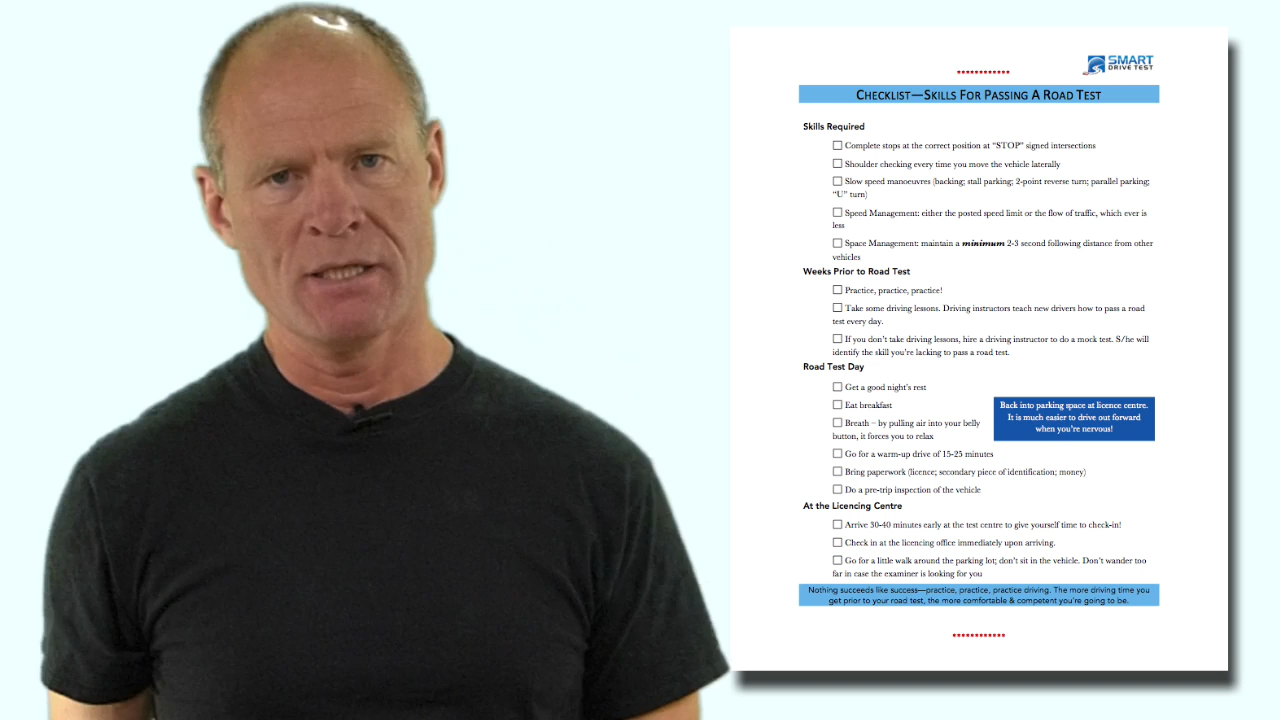 SMART
DRIVE TEST
CHECKLIST—SKILLS FOR PASSING A ROAD TEST
Skills Required
Complete stops at the correct position at “STOP” signed intersections
Shoulder checking every time you move the vehicle laterally
Slow speed manoeuvres (backing; stall parking; 2-point reverse turn; parallel parking;
“U” turn)
Speed Management: either the posted speed limit or the flow of traffic, which ever is
less
Space Management: maintain a minimum 2-3 second following distance from other
vehicles
Weeks Prior to Road Test
Practice, practice, practice!
Take some driving lessons. Driving instructors teach new drivers how to pass a road
test every day.
If you don’t take driving lessons, hire a driving instructor to do a mock test. S/he will
identify the skill you’re lacking to pass a road test.
Road Test Day
Get a good night’s rest
Eat breakfast
Breath – by pulling air into your belly
button, it forces you to relax
Back into parking space at licence centre.
It is much easier to drive out forward
when you’re nervous!
Go for a warm-up drive of 15-25 minutes
Bring paperwork (licence; secondary piece of identification; money)
Do a pre-trip inspection of the vehicle
At the Licencing Centre
Arrive 30-40 minutes early at the test centre to give yourself time to check-in!
Check in at the licencing office immediately upon arriving.
Go for a little walk around the parking lot; don’t sit in the vehicle. Don’t wander too
far in case the examiner is looking for you
Nothing succeeds like success—practice, practice, practice driving. The more driving time you
get prior to your road test, the more comfortable & competent you’re going to be.